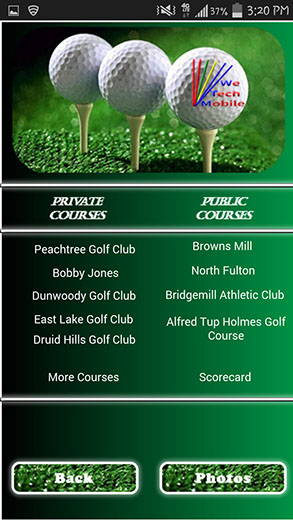 37% 3:20 PM
We
Tech
Mobile
PRIVATE
COURSES
PUBLIC
COURSES
Peachtree Golf Club
Bobby Jones
Dunwoody Golf Club
East Lake Golf Club
Druid Hills Golf Club
More Courses
Browns Mill
North Fulton
Bridgemill Athletic Club
Alfred Tup Holmes Golf
Course
Scorecard
Back
Photos